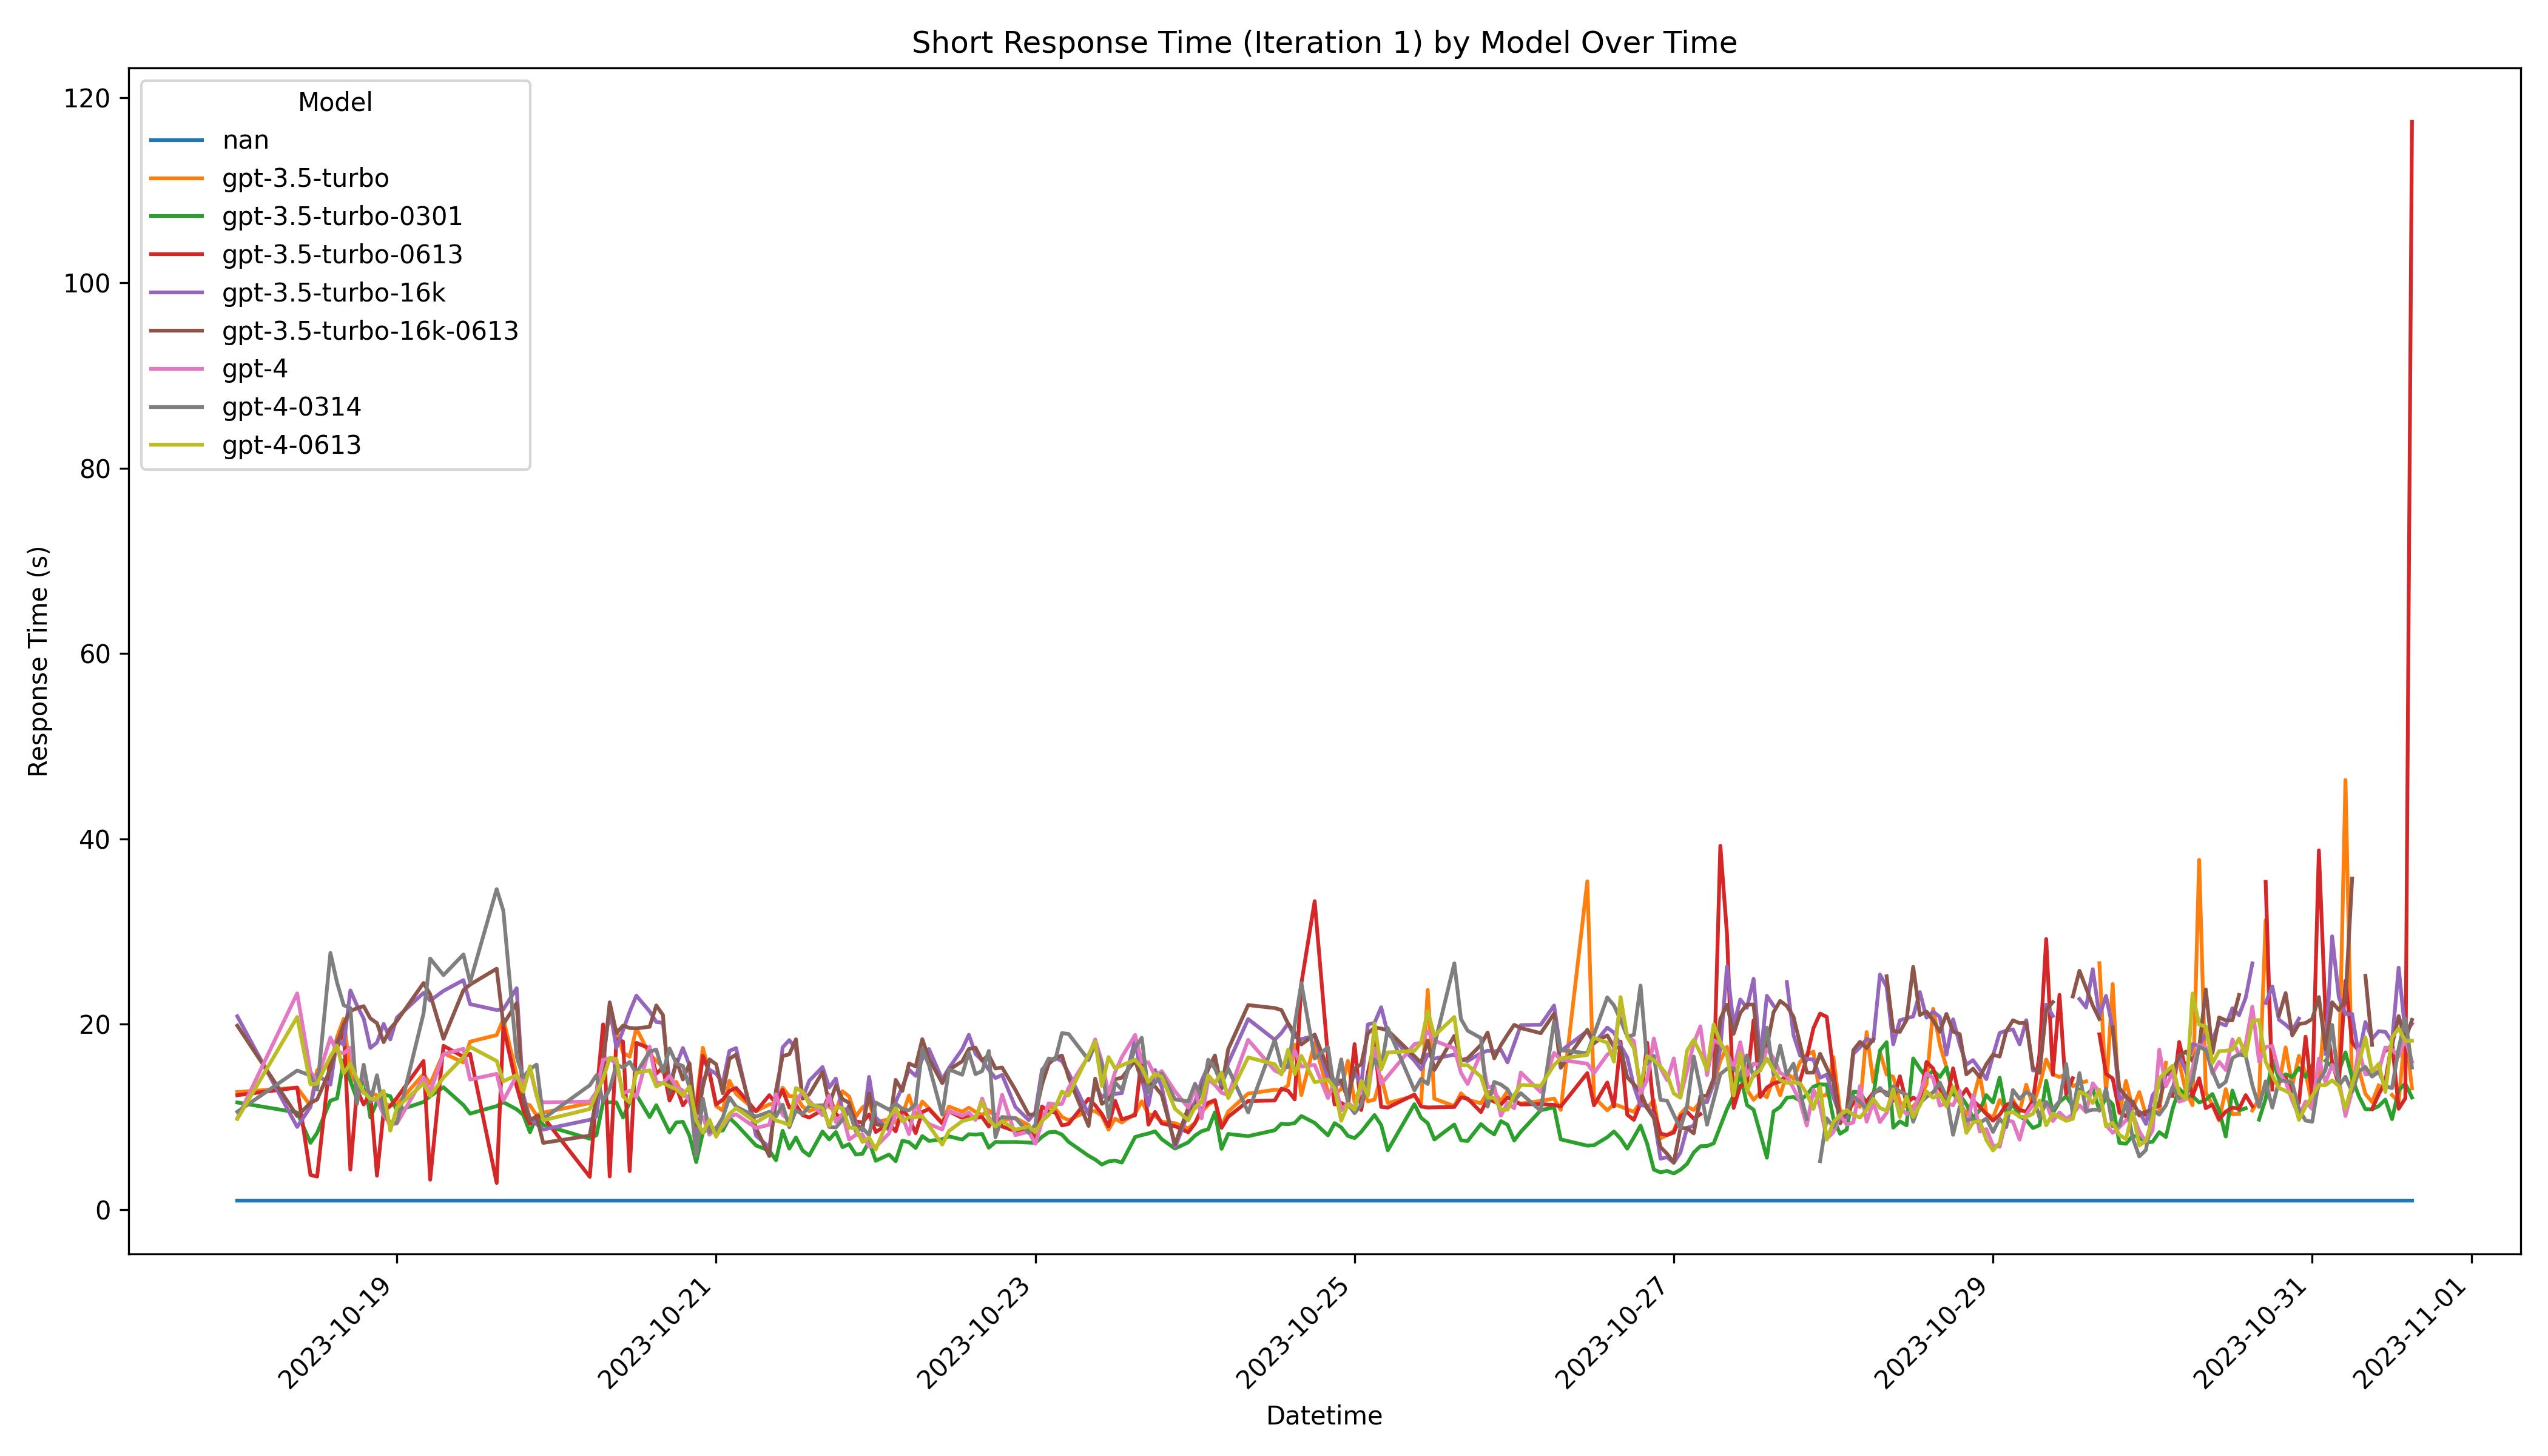 Short Response Time (Iteration 1) by Model Over Time
120
100
80
60
40
20
0
Response Time (s)
Model
nan
gpt-3.5-turbo
gpt-3.5-turbo-0301
gpt-3.5-turbo-0613
gpt-3.5-turbo-16k
gpt-3.5-turbo-16k-0613
gpt-4
gpt-4-0314
gpt-4-0613
2023-10-19
2023-10-21
2023-10-23
2023-10-25
2023-10-27
2023-10-29
2023-10-31
2023-11-01
Datetime